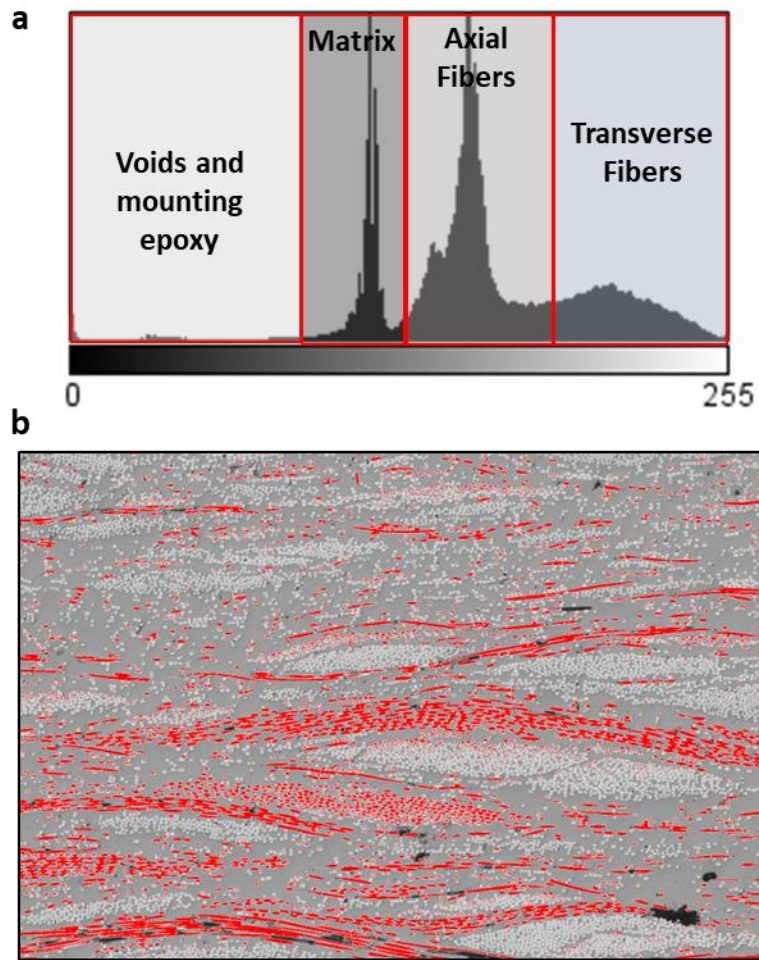 a
Matrix
Axial
Fibers
Voids and
mounting
epoxy
Transverse
Fibers
0
255
b